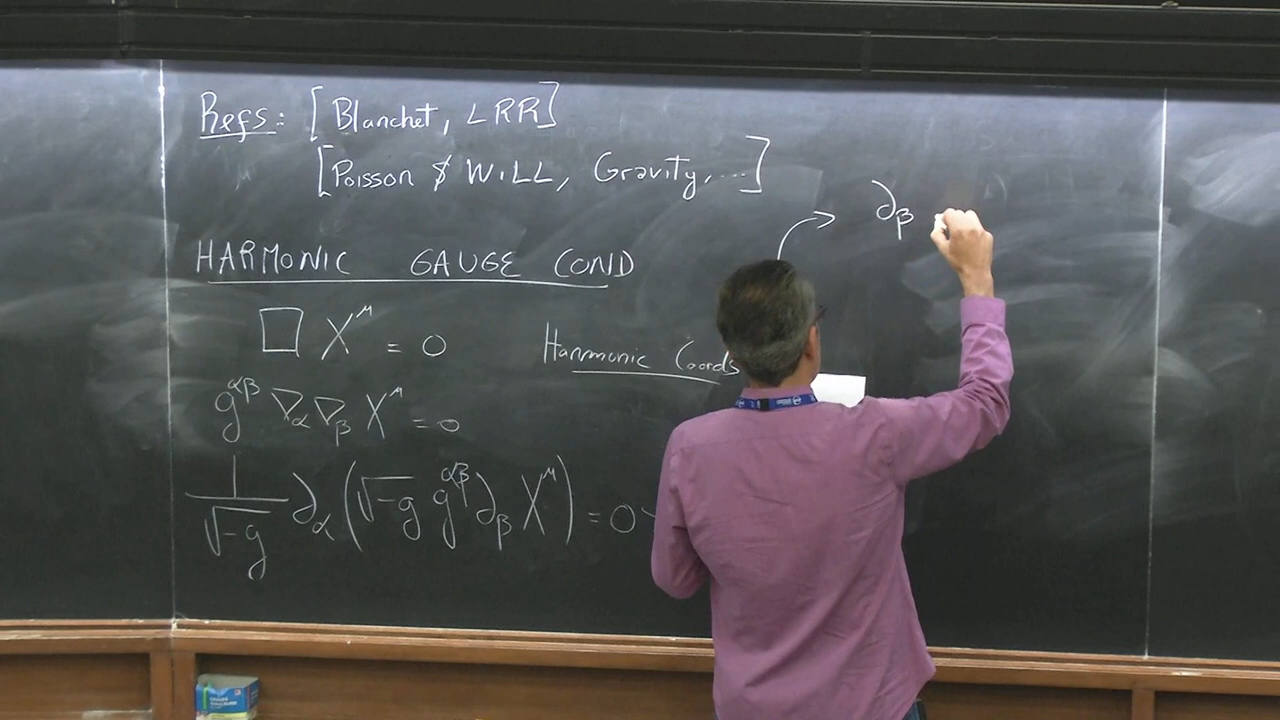 Refs: [Blanchet, LRR]
[Poisson & WILL, Gravity, ...]
HARMONIC GAUGE COND
□ X^μ = 0
Harmonic Coords
g^{αβ} ∇_α ∇_β X^μ = 0
1/√-g ∂_α (√-g g^{αβ} ∂_β X^μ) = 0
∂_β